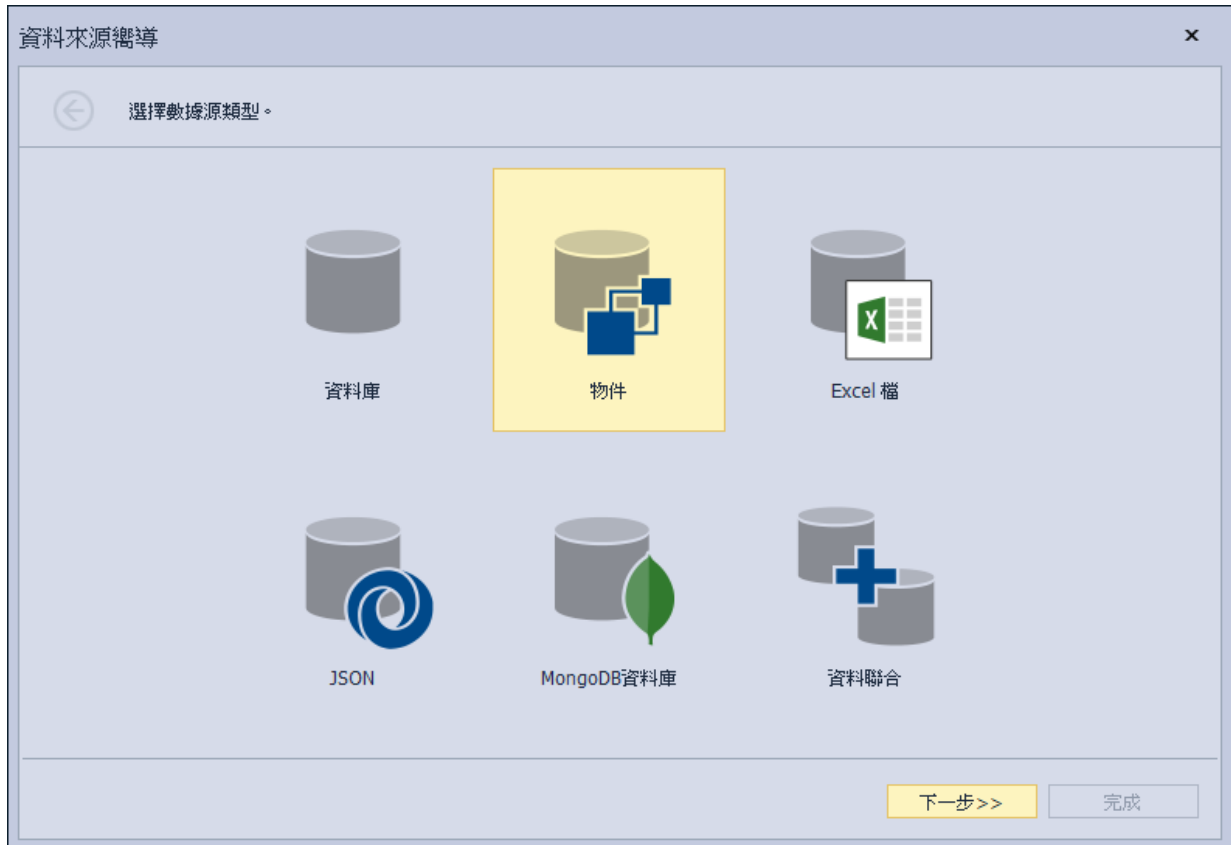 資料來源嚮導
選擇數據源類型。
資料庫
物件
Excel 檔
JSON
MongoDB資料庫
資料聯合
下一步>>
完成